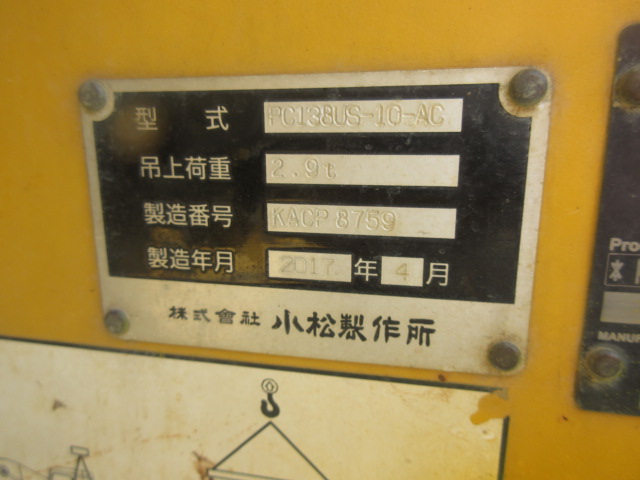 型 式 PC138US-10-AC
吊上荷重 2.9t
製造番号 KACP 8759
製造年月 2017. 年 4 月
株式會社 小松製作所
Pro
MANUF